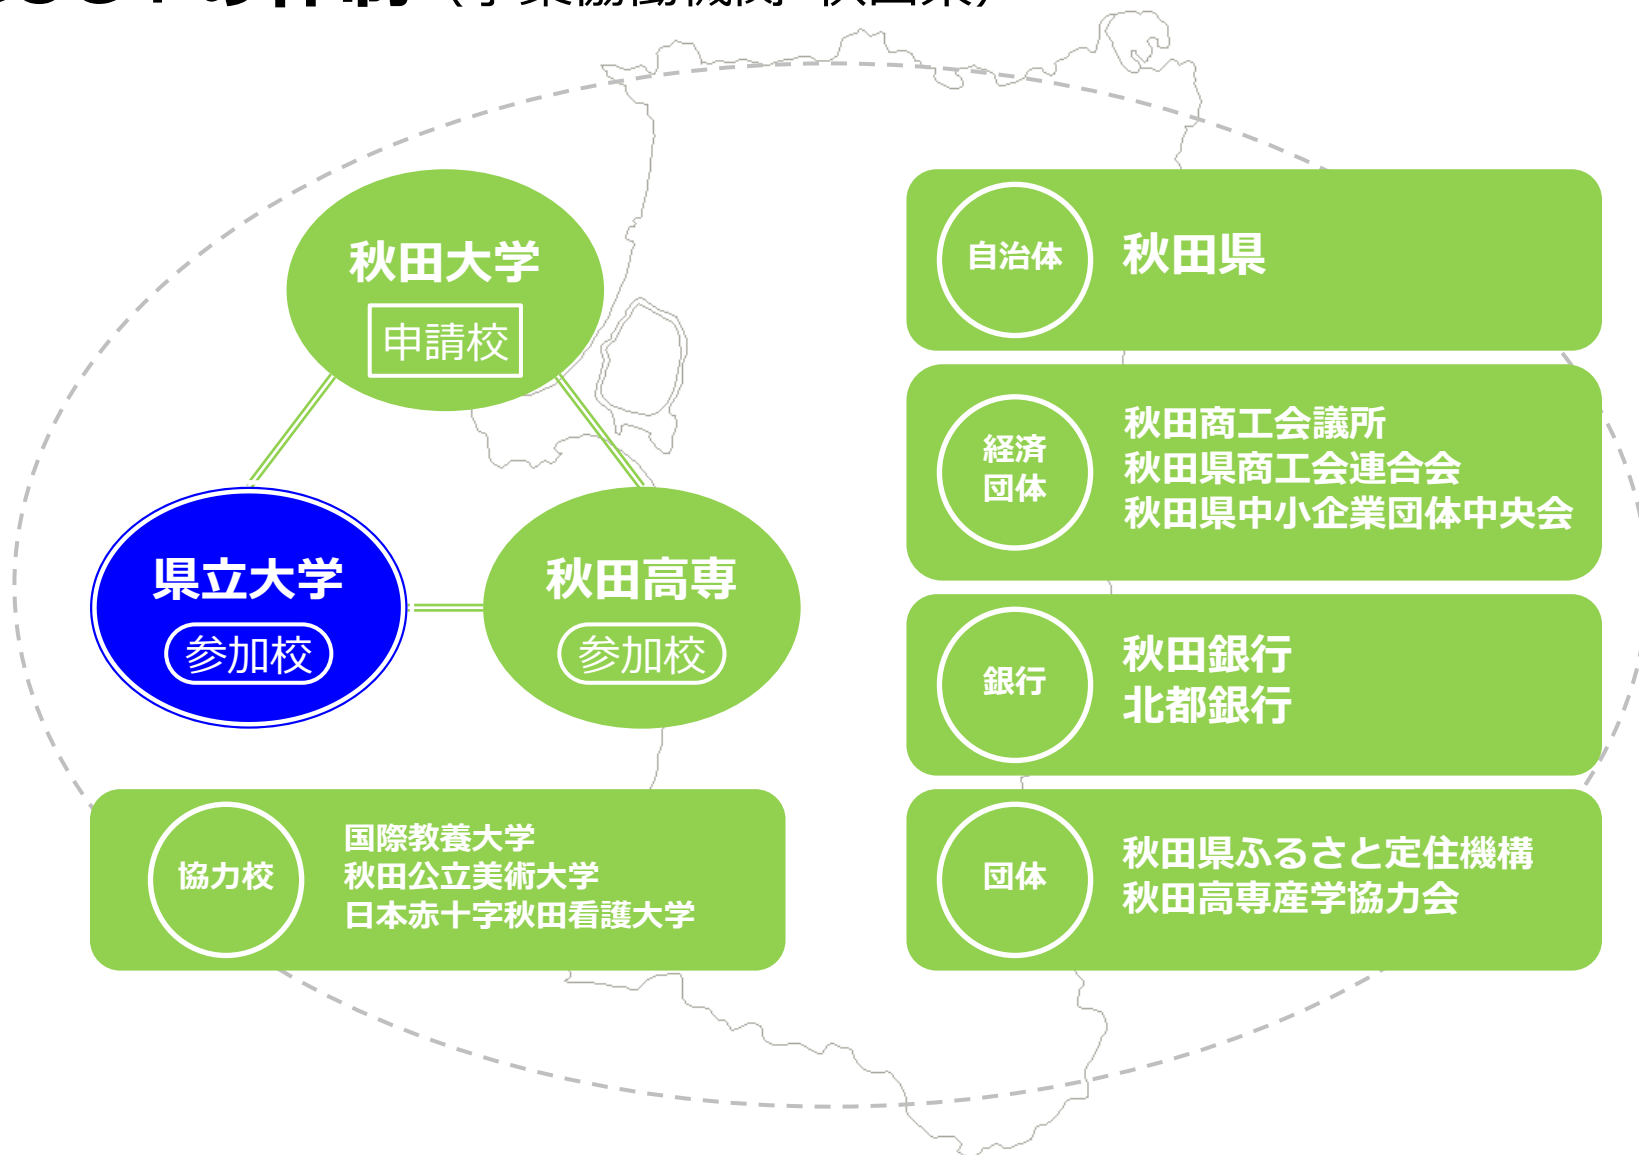 秋田大学
申請校
県立大学
参加校
秋田高専
参加校
協力校
国際教養大学
秋田公立美術大学
日本赤十字秋田看護大学
自治体
秋田県
経済
団体
秋田商工会議所
秋田県商工会連合会
秋田県中小企業団体中央会
銀行
秋田銀行
北都銀行
団体
秋田県ふるさと定住機構
秋田高専産学協力会